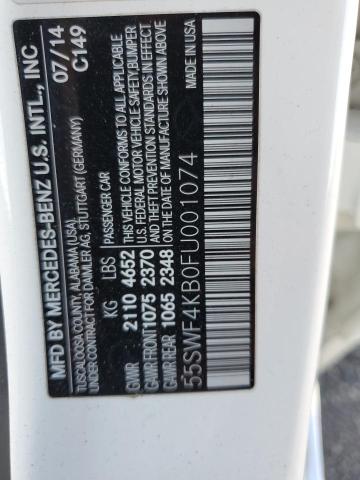 MFD BY MERCEDES-BENZ U.S. INTL., INC 07/14
TUSCALOOSA COUNTY, ALABAMA (USA) C149
UNDER CONTRACT FOR DAIMLER AG, STUTTGART (GERMANY)
KG LBS PASSENGER CAR
GVWR 2110 4652 THIS VEHICLE CONFORMS TO ALL APPLICABLE
U.S. FEDERAL MOTOR VEHICLE SAFETY, BUMPER
GAWR FRONT 1075 2370 AND THEFT PREVENTION STANDARDS IN EFFECT
GAWR REAR 1065 2348 ON THE DATE OF MANUFACTURE SHOWN ABOVE
55SWF4KB0FU001074 MADE IN USA